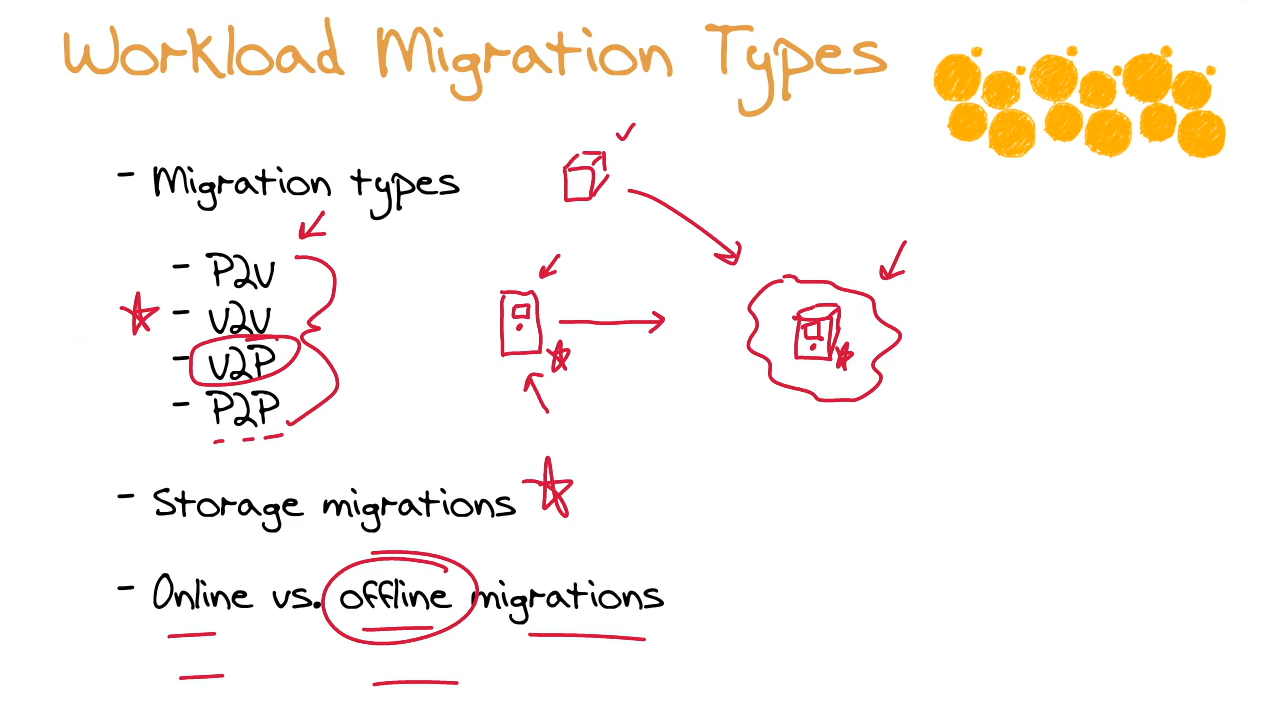 Workload Migration Types
- Migration types
- P2V
- V2V
- V2P
- P2P
- Storage migrations
- Online vs. offline migrations